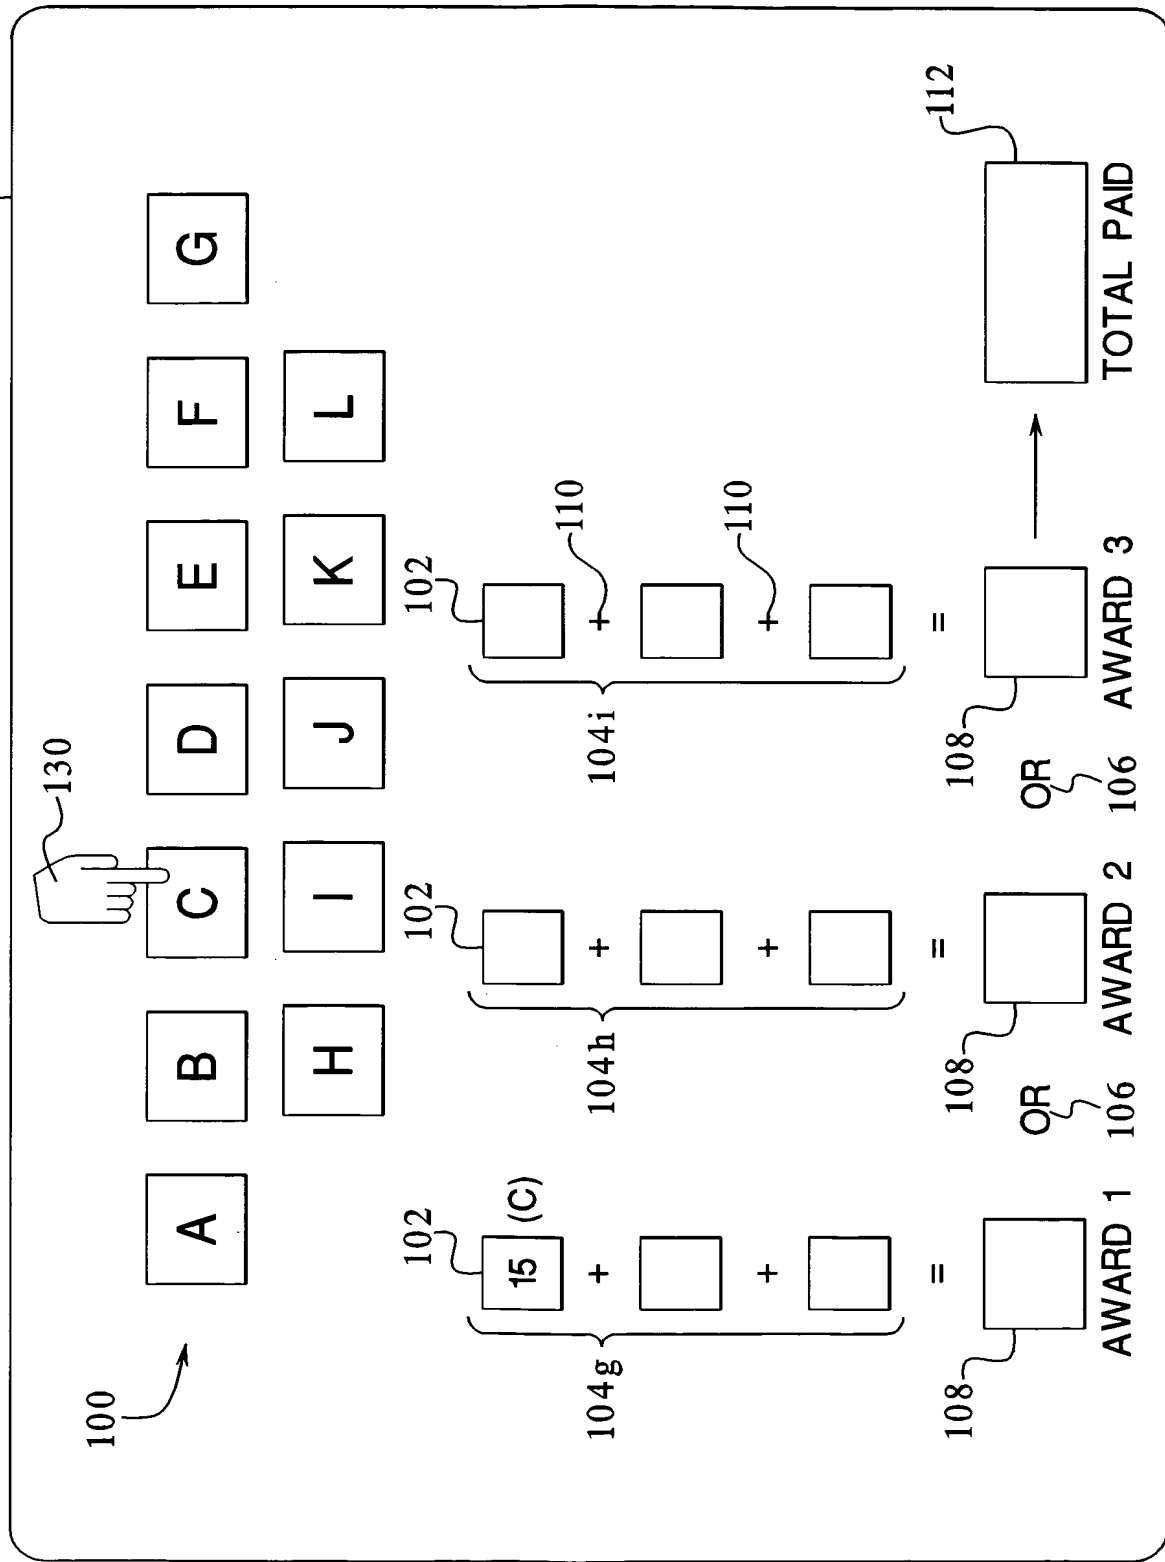 130
100
A B C D E F G
H I J K L
102 102 102
15 (C)
+ + + 110
104g 104h 104i
+ + + 110
= = =
108 108 108 112
OR OR
106 106
AWARD 1 AWARD 2 AWARD 3 TOTAL PAID